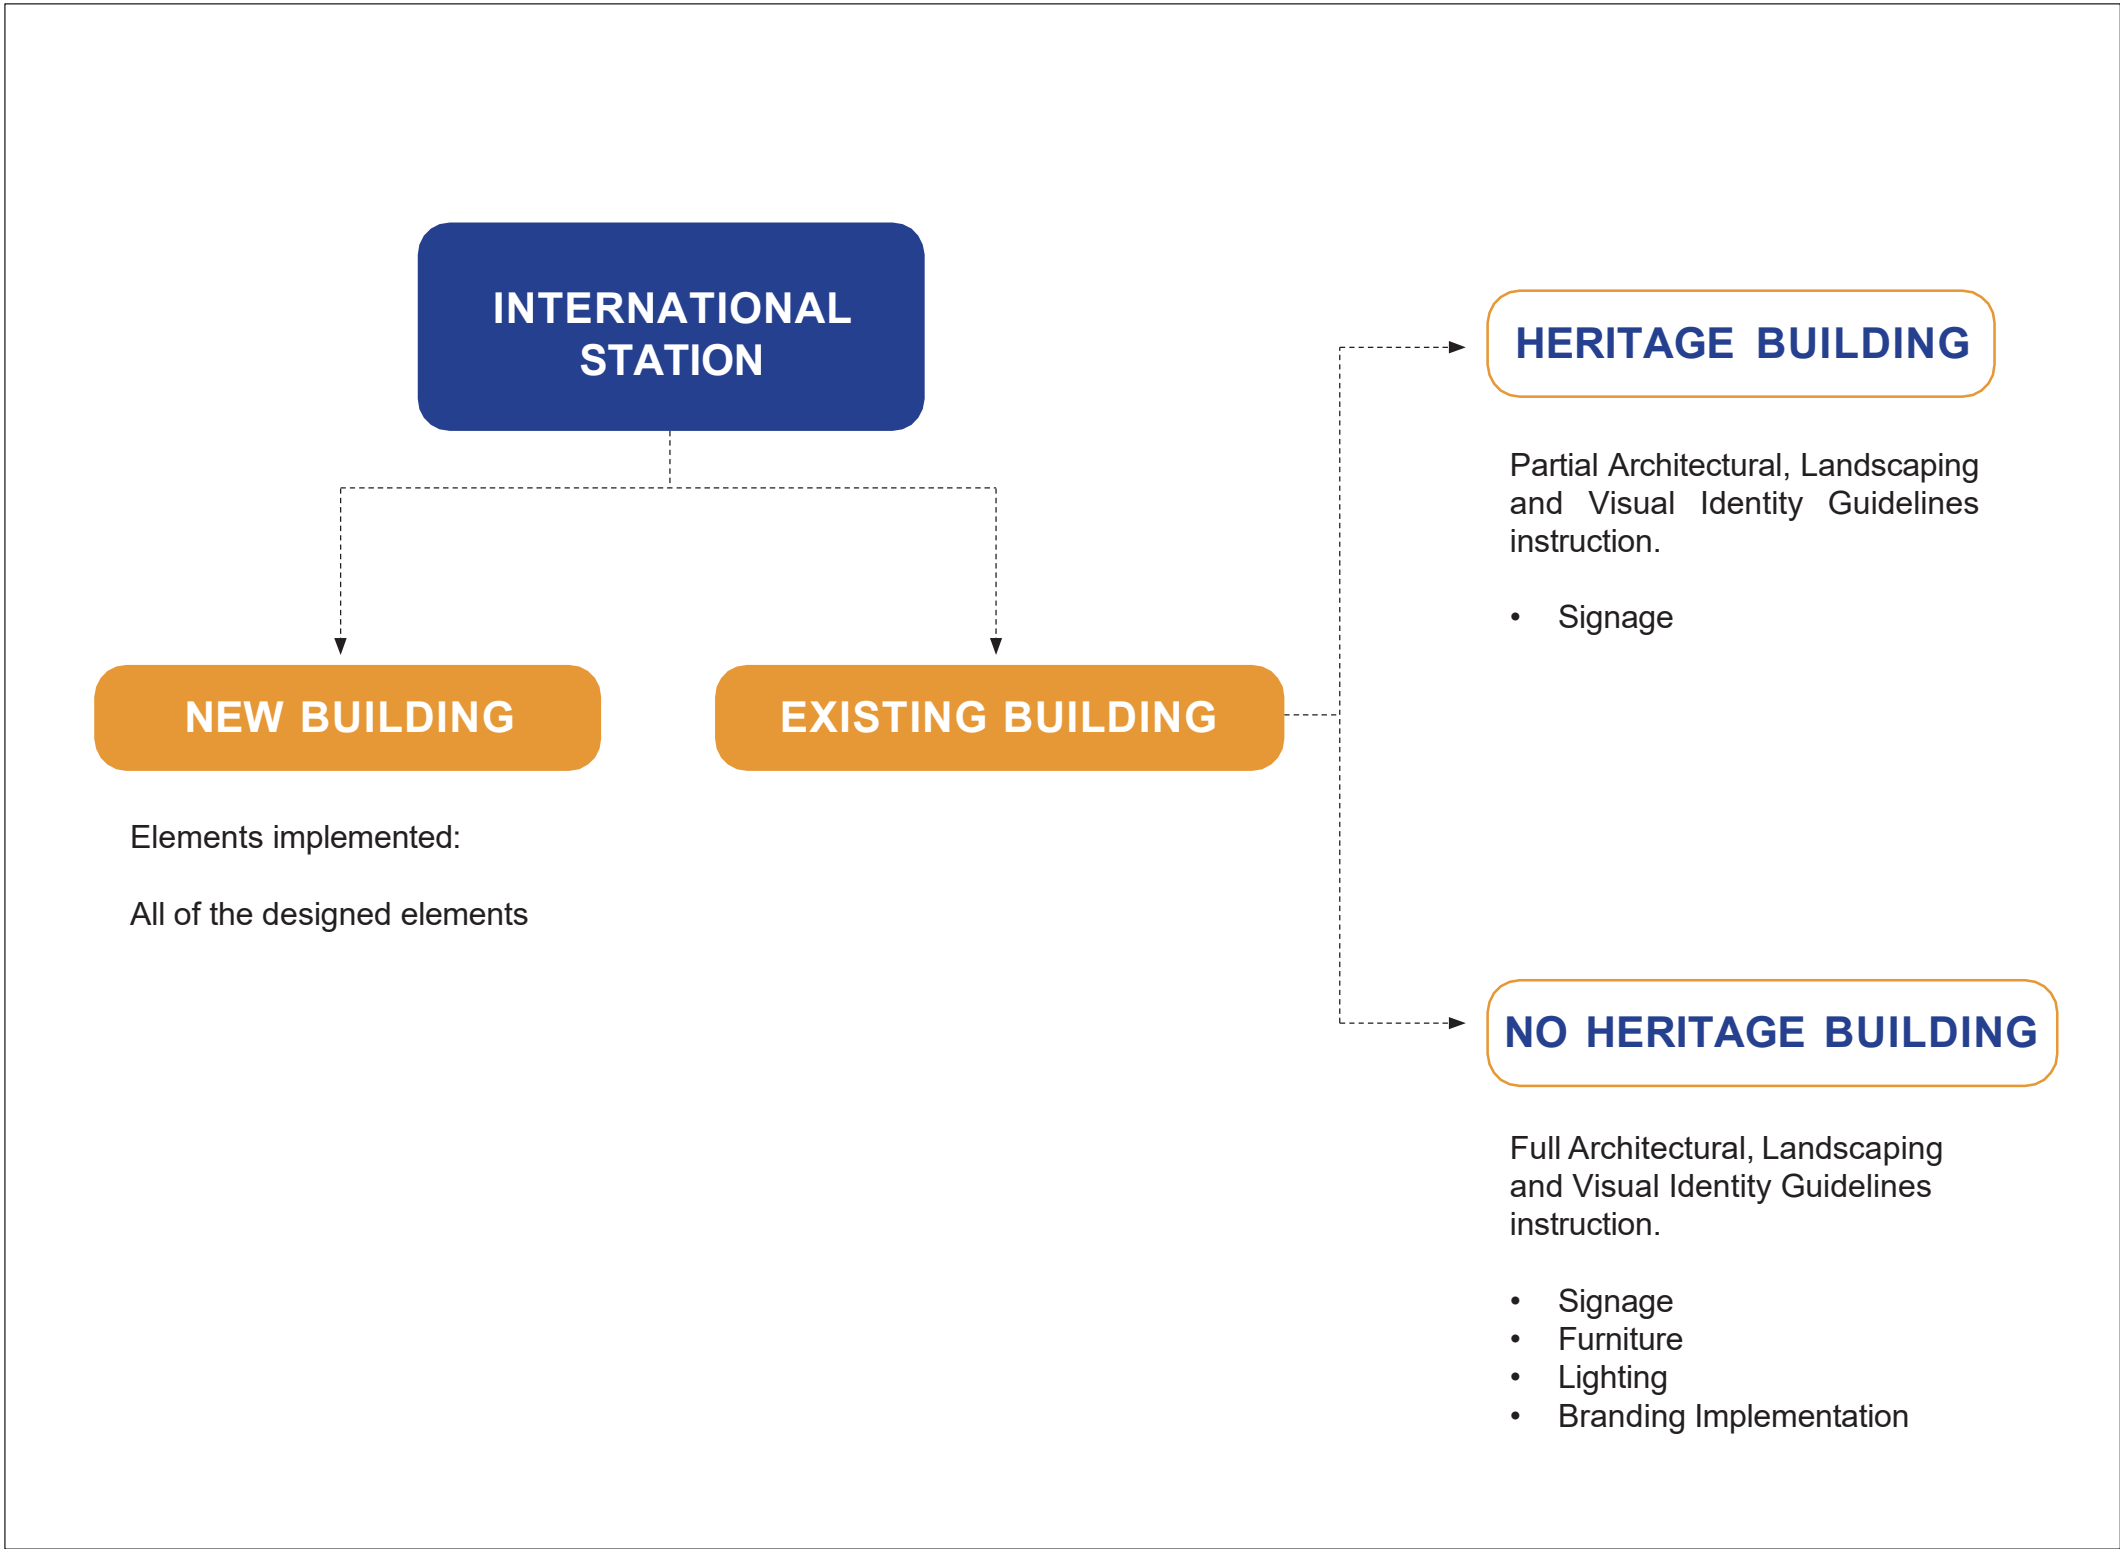 INTERNATIONAL
STATION
NEW BUILDING
Elements implemented:
All of the designed elements
EXISTING BUILDING
HERITAGE BUILDING
Partial Architectural, Landscaping
and Visual Identity Guidelines
instruction.
• Signage
NO HERITAGE BUILDING
Full Architectural, Landscaping
and Visual Identity Guidelines
instruction.
• Signage
• Furniture
• Lighting
• Branding Implementation